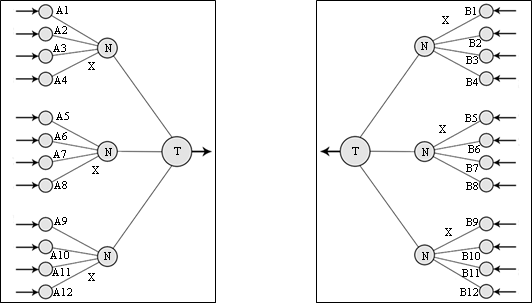 A1
A2
A3
A4
N
X
A5
A6
A7
A8
N
X
T
A9
A10
A11
A12
N
X
B1
B2
B3
B4
N
X
B5
B6
B7
B8
N
X
T
B9
B10
B11
B12
N
X